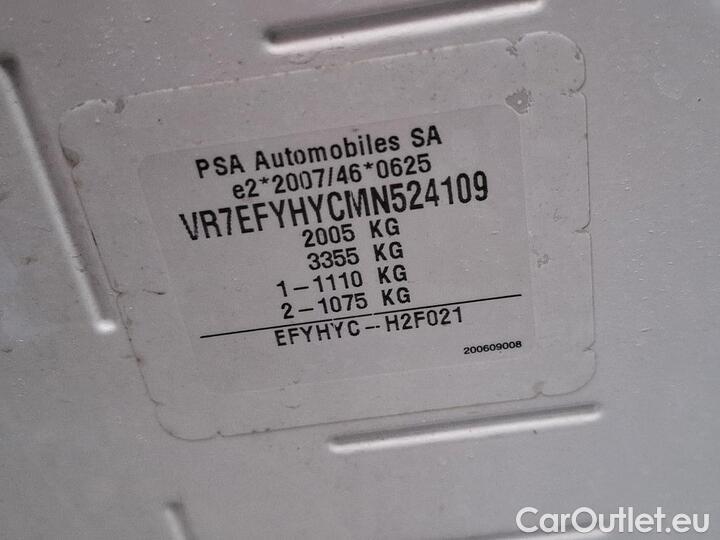 PSA Automobiles SA
e2*2007/46*0625
VR7EFYHYCMN524109
2005 KG
3355 KG
1-1110 KG
2-1075 KG
EFYHYC--H2F021
200609008
CarOutlet.eu